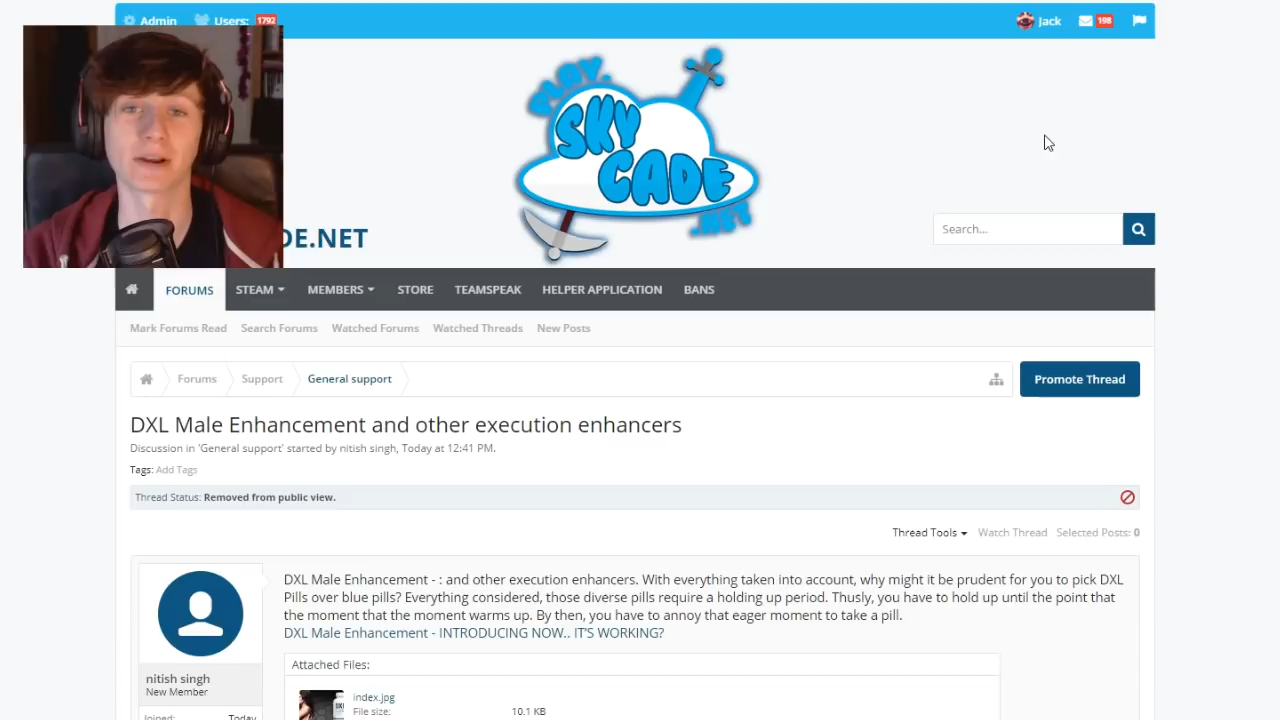 Admin Users: 1792 Jack 198
PLAY.
SKY
CADE
.NET
DE.NET
Search...
FORUMS STEAM MEMBERS STORE TEAMSPEAK HELPER APPLICATION BANS
Mark Forums Read Search Forums Watched Forums Watched Threads New Posts
Forums Support General support Promote Thread
DXL Male Enhancement and other execution enhancers
Discussion in 'General support' started by nitish singh, Today at 12:41 PM.
Tags: Add Tags
Thread Status: Removed from public view.
Thread Tools Watch Thread Selected Posts: 0
DXL Male Enhancement - : and other execution enhancers. With everything taken into account, why might it be prudent for you to pick DXL
Pills over blue pills? Everything considered, those diverse pills require a holding up period. Thusly, you have to hold up until the point that
the moment that the moment warms up. By then, you have to annoy that eager moment to take a pill.
DXL Male Enhancement - INTRODUCING NOW.. IT'S WORKING?
Attached Files:
nitish singh
New Member
index.jpg
File size: 10.1 KB
Joined: Today